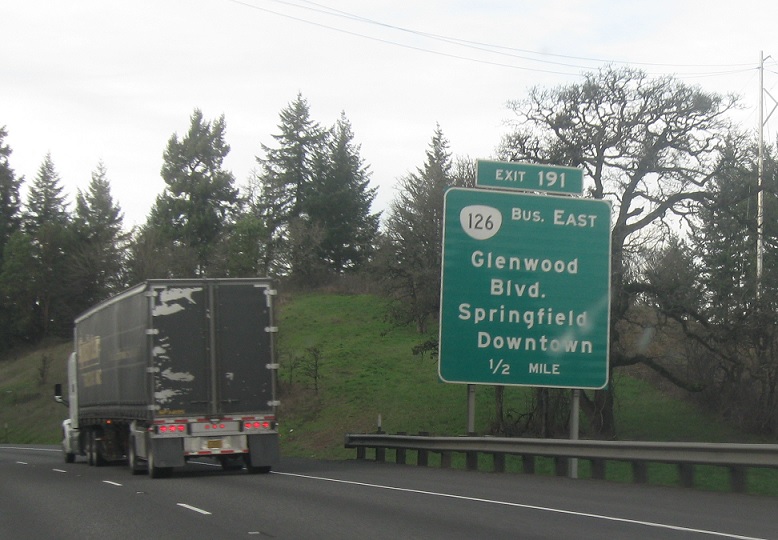 EXIT 191
126 BUS. EAST
Glenwood
Blvd.
Springfield
Downtown
1/2 MILE